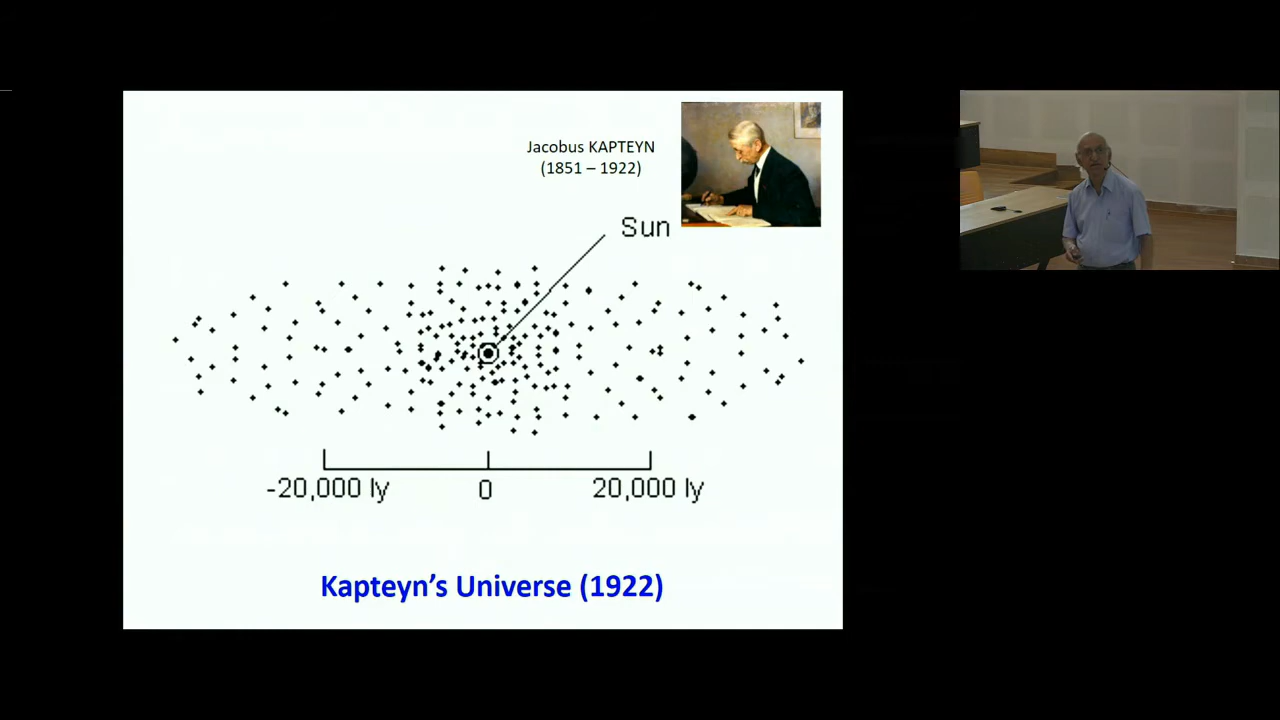 Jacobus KAPTEYN
(1851 – 1922)
Sun
-20,000 ly
0
20,000 ly
Kapteyn's Universe (1922)